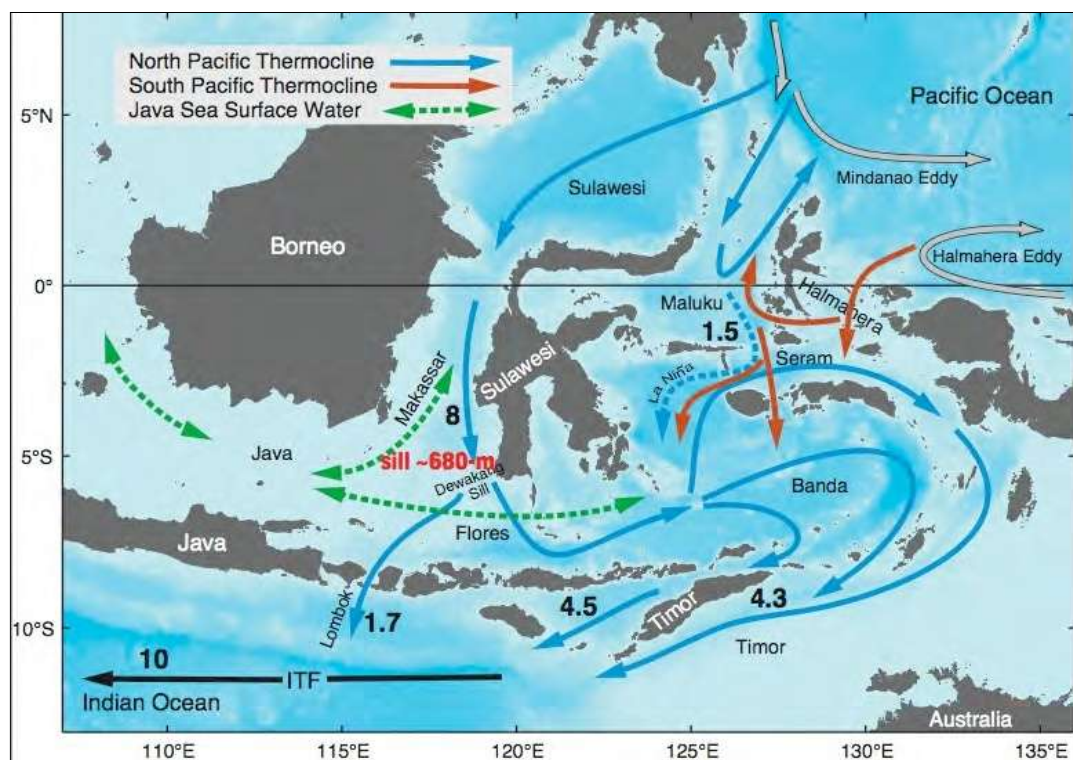 North Pacific Thermocline
South Pacific Thermocline
Java Sea Surface Water
Pacific Ocean
5°N
Mindanao Eddy
Sulawesi
Borneo
Halmahera Eddy
0°
Halmahera
Maluku
1.5
Seram
La Niña
Makassar
Sulawesi
8
Java
sill ~680 m
5°S
Dewakang
Sill
Banda
Flores
Java
Lombok
1.7
4.5
Timor
4.3
Timor
10°S
10
ITF
Indian Ocean
Australia
110°E
115°E
120°E
125°E
130°E
135°E